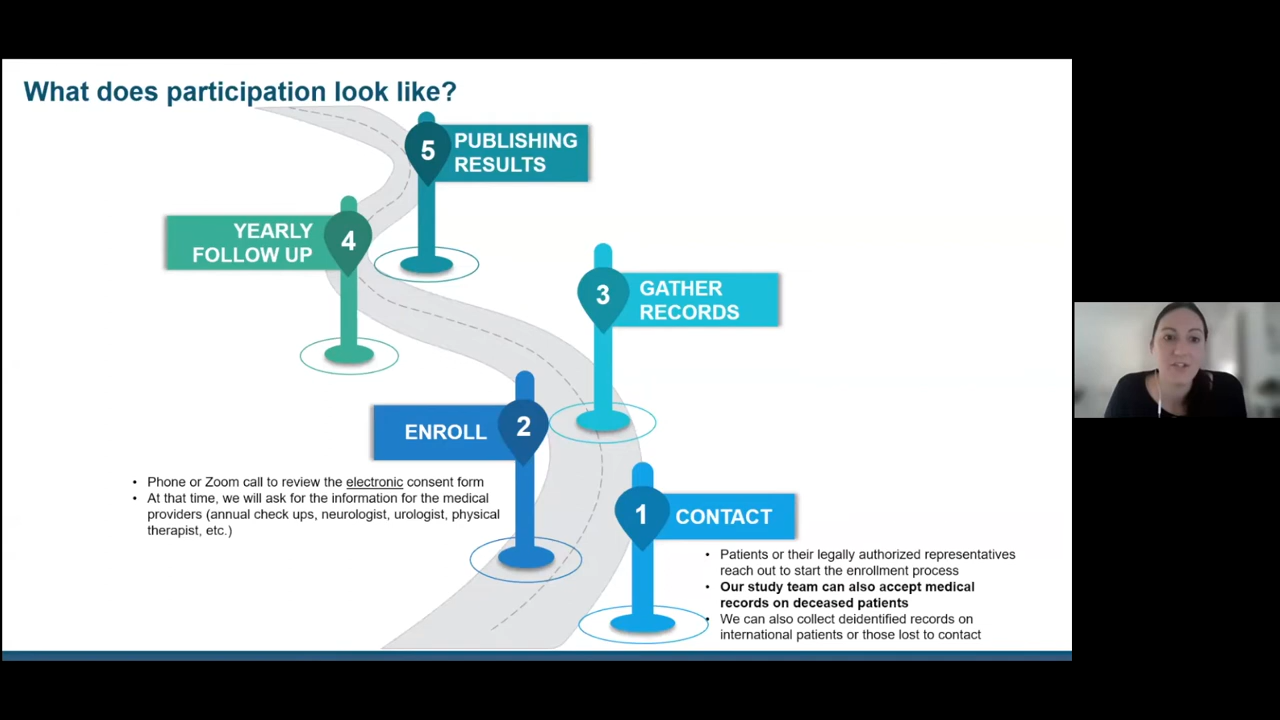 What does participation look like?
5
PUBLISHING
RESULTS
YEARLY
FOLLOW UP
4
3
GATHER
RECORDS
ENROLL
2
• Phone or Zoom call to review the electronic consent form
• At that time, we will ask for the information for the medical
providers (annual check ups, neurologist, urologist, physical
therapist, etc.)
1
CONTACT
• Patients or their legally authorized representatives
reach out to start the enrollment process
• Our study team can also accept medical
records on deceased patients
• We can also collect deidentified records on
international patients or those lost to contact